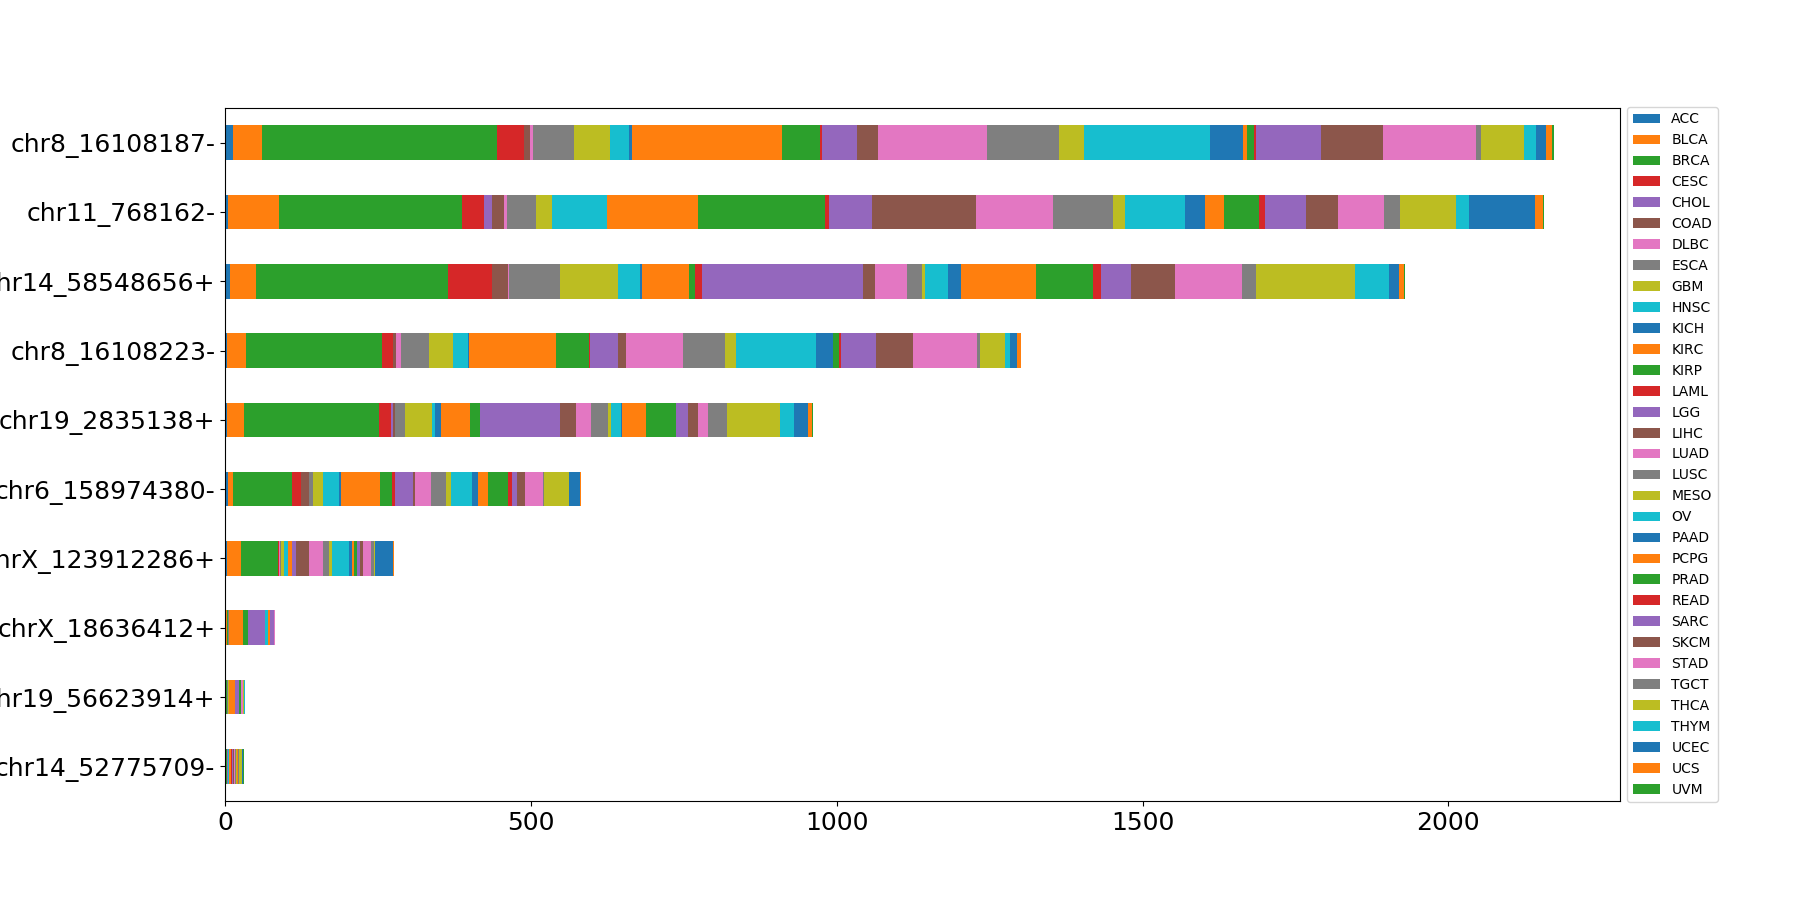 chr8_16108187-
chr11_768162-
hr14_58548656+
chr8_16108223-
chr19_2835138+
chr6_158974380-
hrX_123912286+
chrX_18636412+
hr19_56623914+
chr14_52775709-
0 500 1000 1500 2000
ACC
BLCA
BRCA
CESC
CHOL
COAD
DLBC
ESCA
GBM
HNSC
KICH
KIRC
KIRP
LAML
LGG
LIHC
LUAD
LUSC
MESO
OV
PAAD
PCPG
PRAD
READ
SARC
SKCM
STAD
TGCT
THCA
THYM
UCEC
UCS
UVM